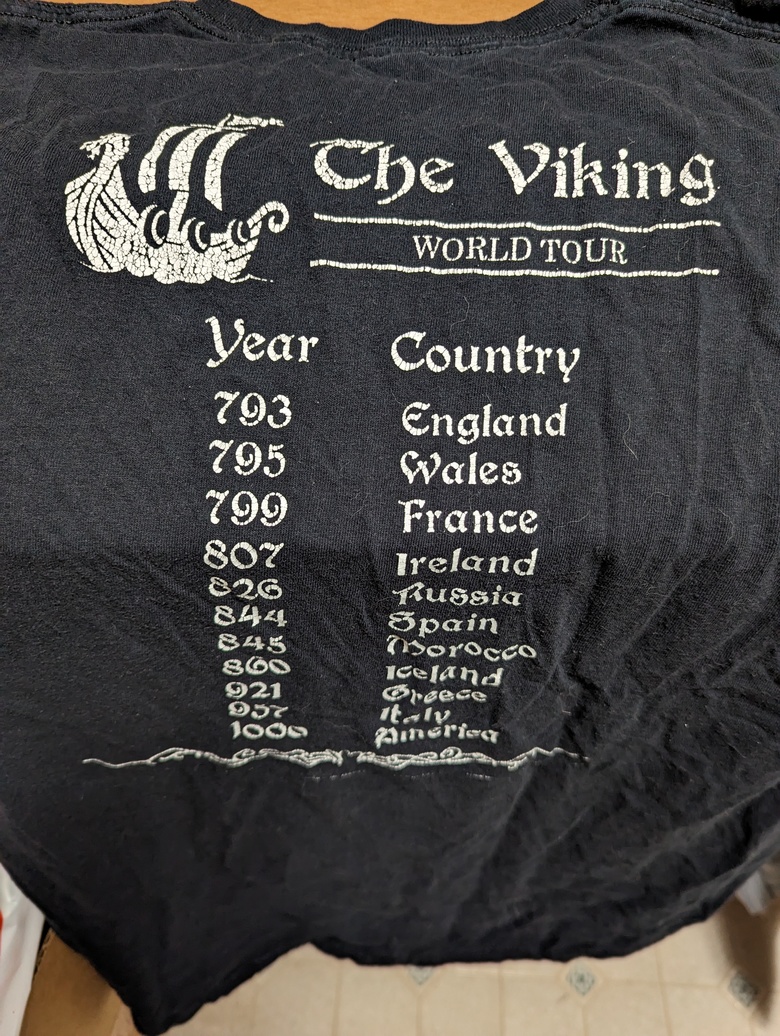 The Viking
WORLD TOUR
Year Country
793 England
795 Wales
799 France
807 Ireland
826 Russia
844 Spain
845 Morocco
860 Iceland
921 Greece
957 Italy
1000 America